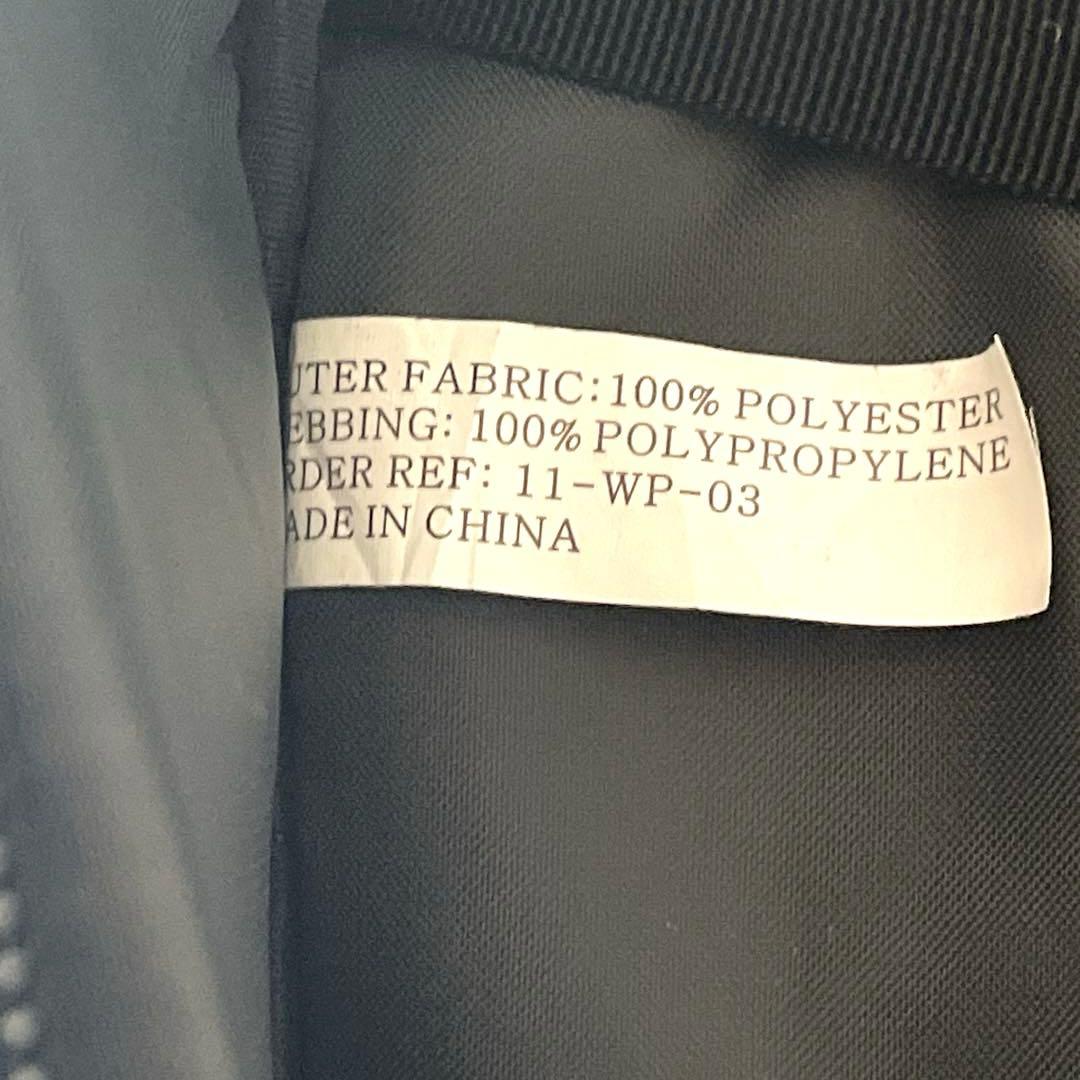 UTER FABRIC:100% POLYESTER
EBBING: 100% POLYPROPYLENE
RDER REF: 11-WP-03
ADE IN CHINA